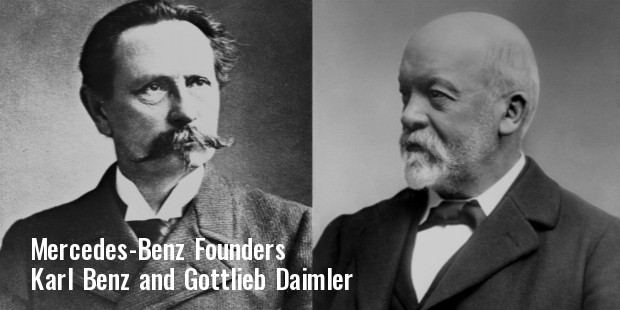 Mercedes-Benz Founders
Karl Benz and Gottlieb Daimler